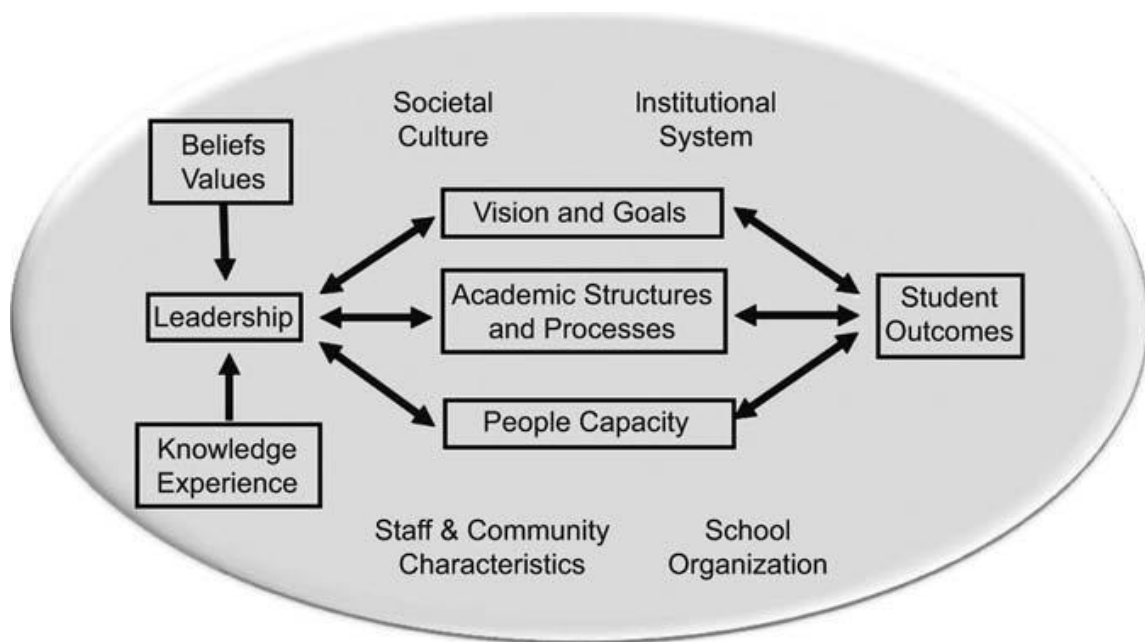 Societal
Culture
Institutional
System
Beliefs
Values
Vision and Goals
Leadership
Academic Structures
and Processes
Student
Outcomes
People Capacity
Knowledge
Experience
Staff & Community
Characteristics
School
Organization